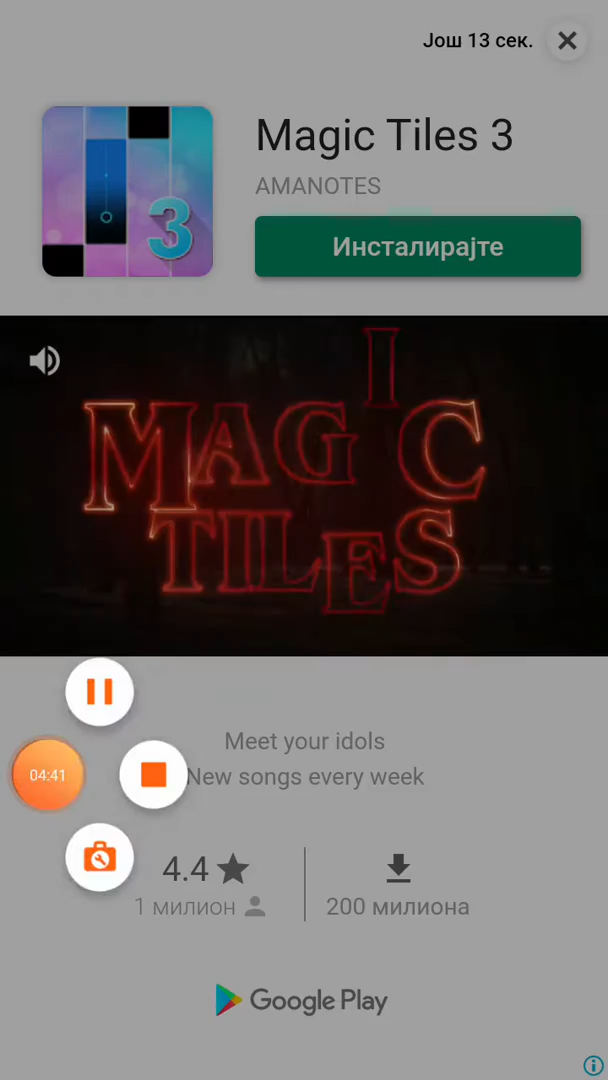 Још 13 сек.
Magic Tiles 3
AMANOTES
3
Инсталирајте
I
MAGIC
TILES
Meet your idols
04:41
New songs every week
4.4
1 милион
200 милиона
Google Play